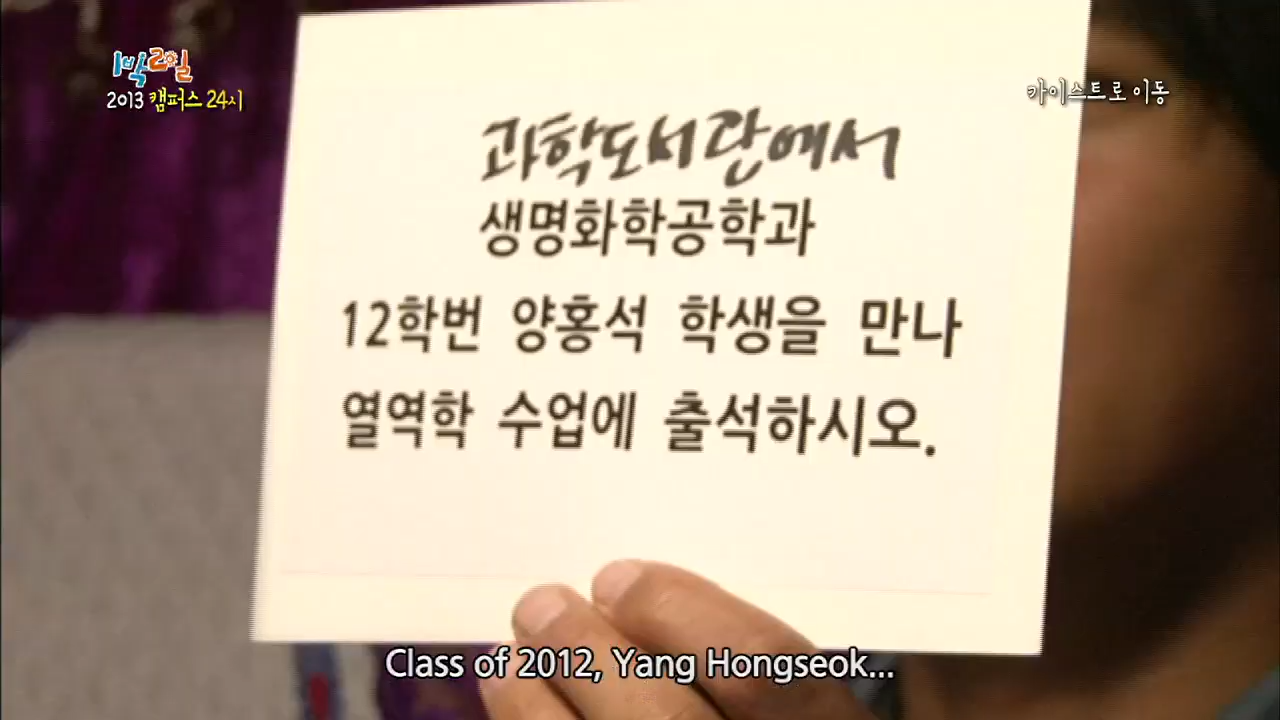 1박2일
2013 캠퍼스 24시
카이스트로 이동
과학도서관에서
생명화학공학과
12학번 양홍석 학생을 만나
열역학 수업에 출석하시오.
Class of 2012, Yang Hongseok...